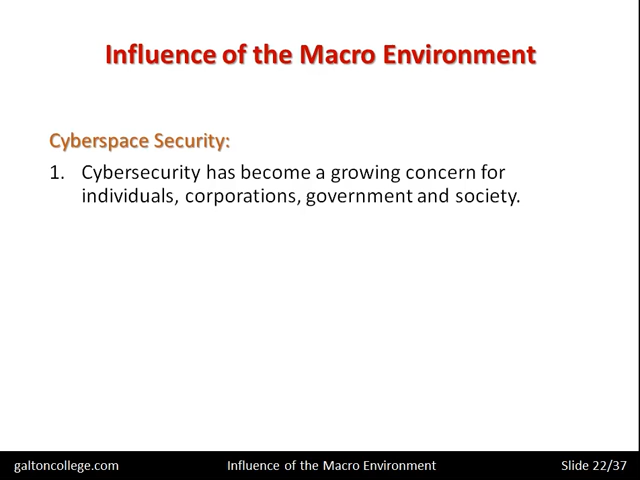 Influence of the Macro Environment
Cyberspace Security:
1. Cybersecurity has become a growing concern for
individuals, corporations, government and society.
galtoncollege.com
Influence of the Macro Environment
Slide 22/37